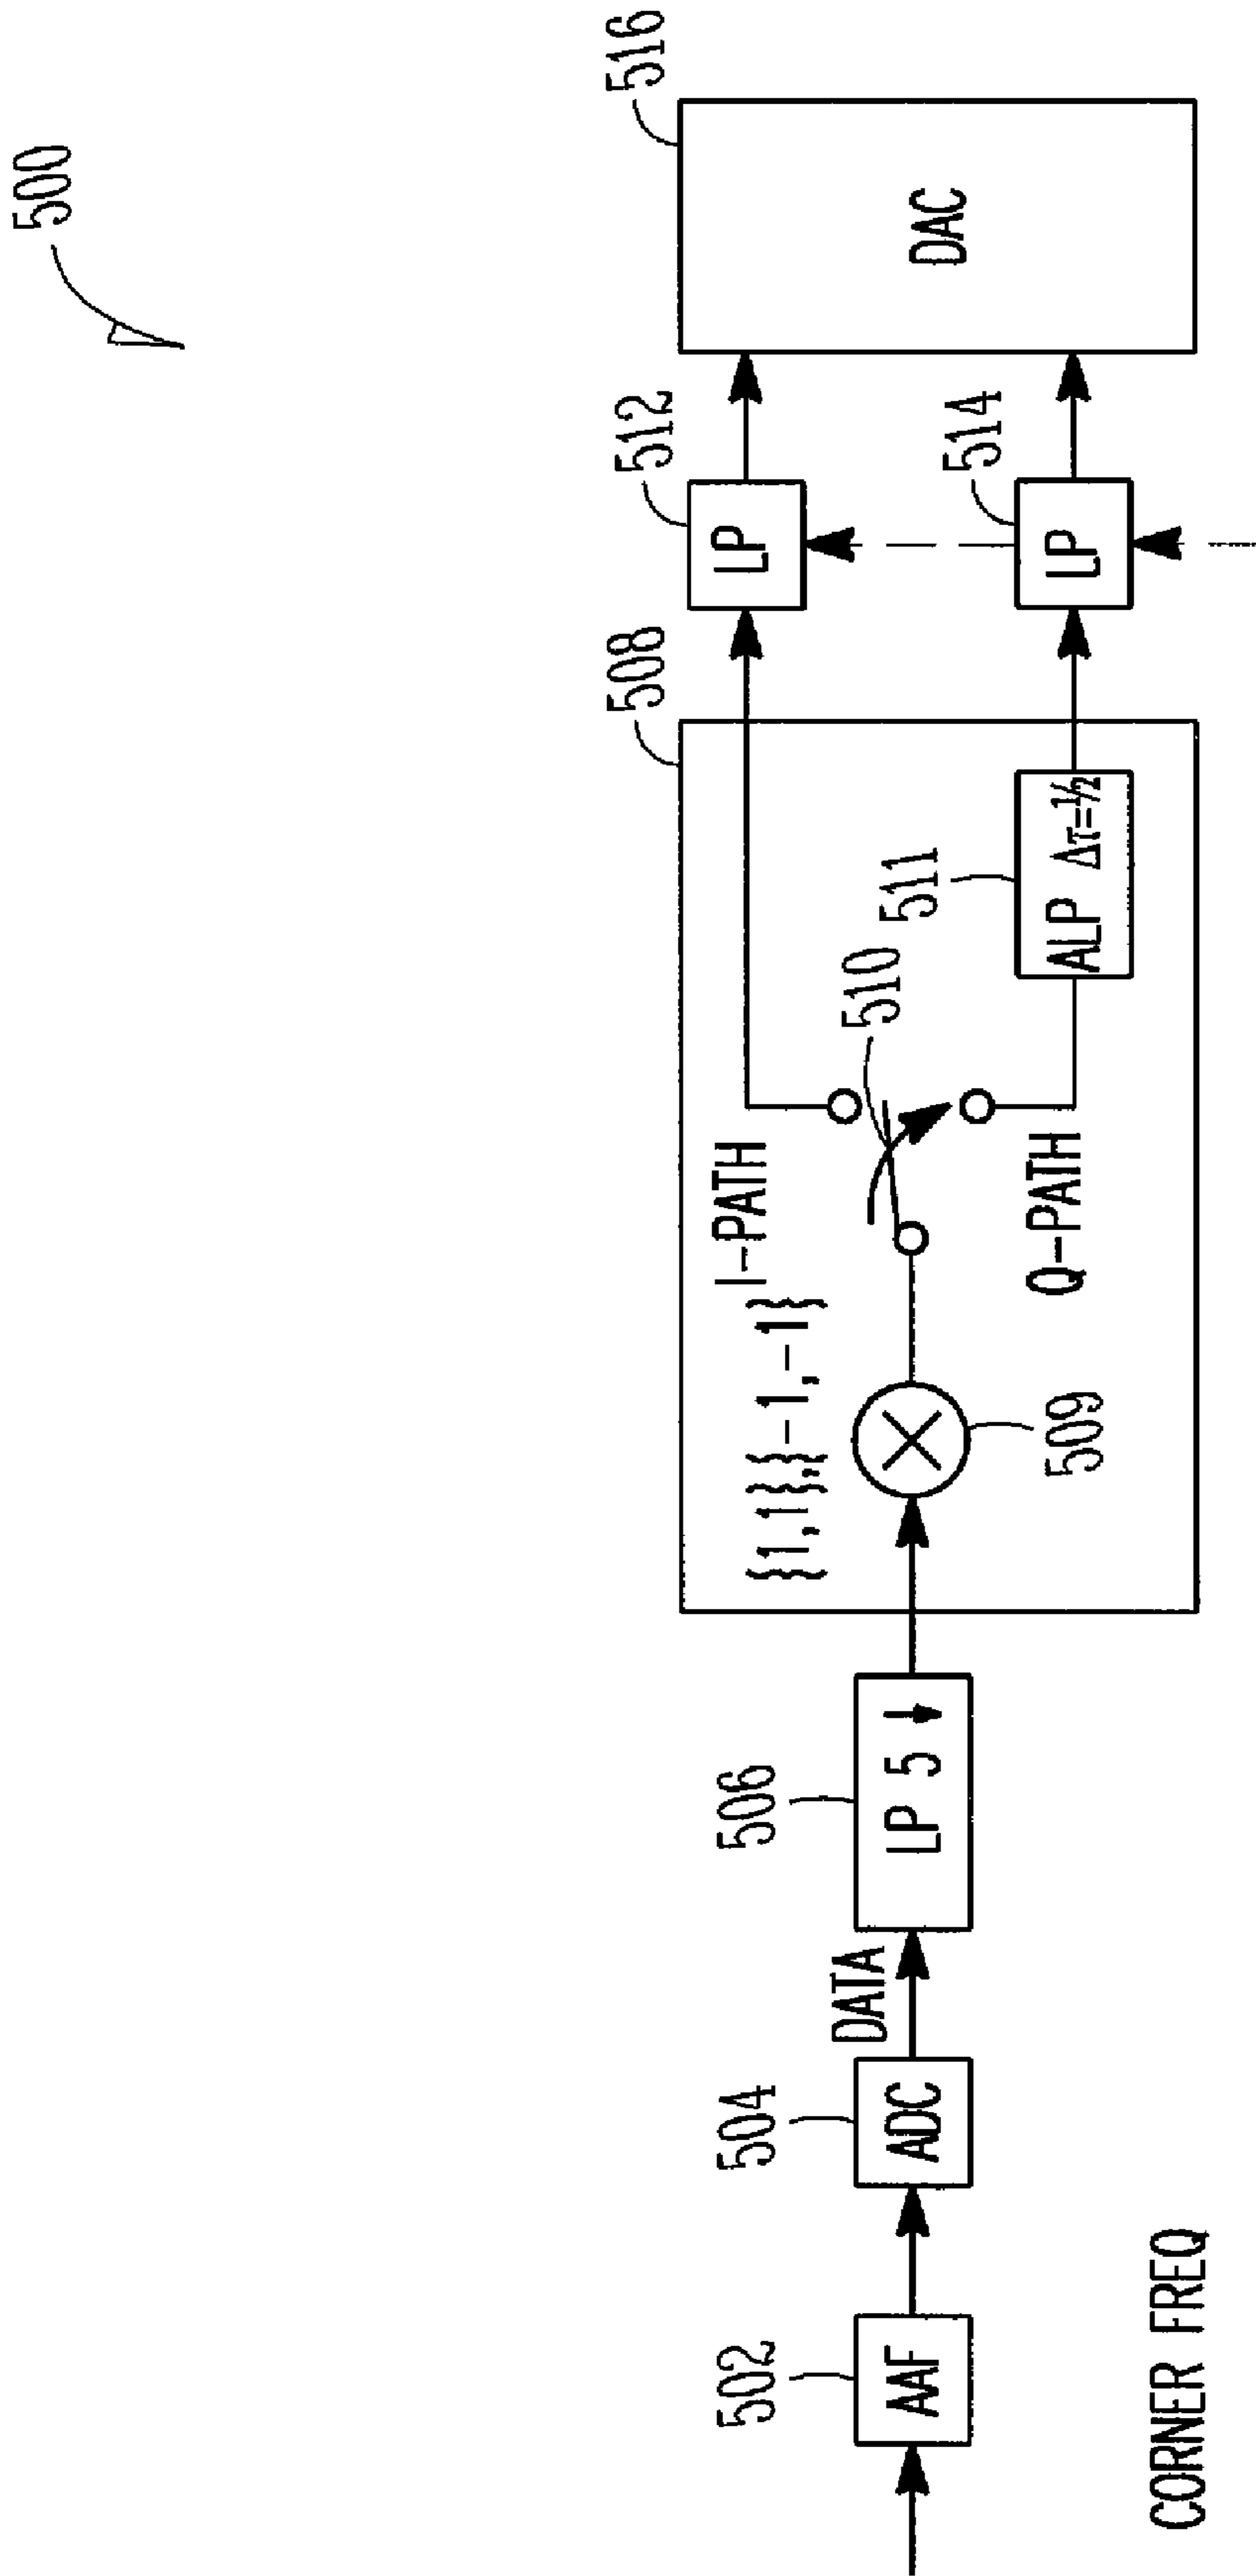 500
502
AAF
504
ADC
DATA
506
LP 5 ↓
508
{1,1},{-1,-1}
I-PATH
509
510
Q-PATH
511
ALP Δτ=½
512
LP
514
LP
516
DAC
CORNER FREQ